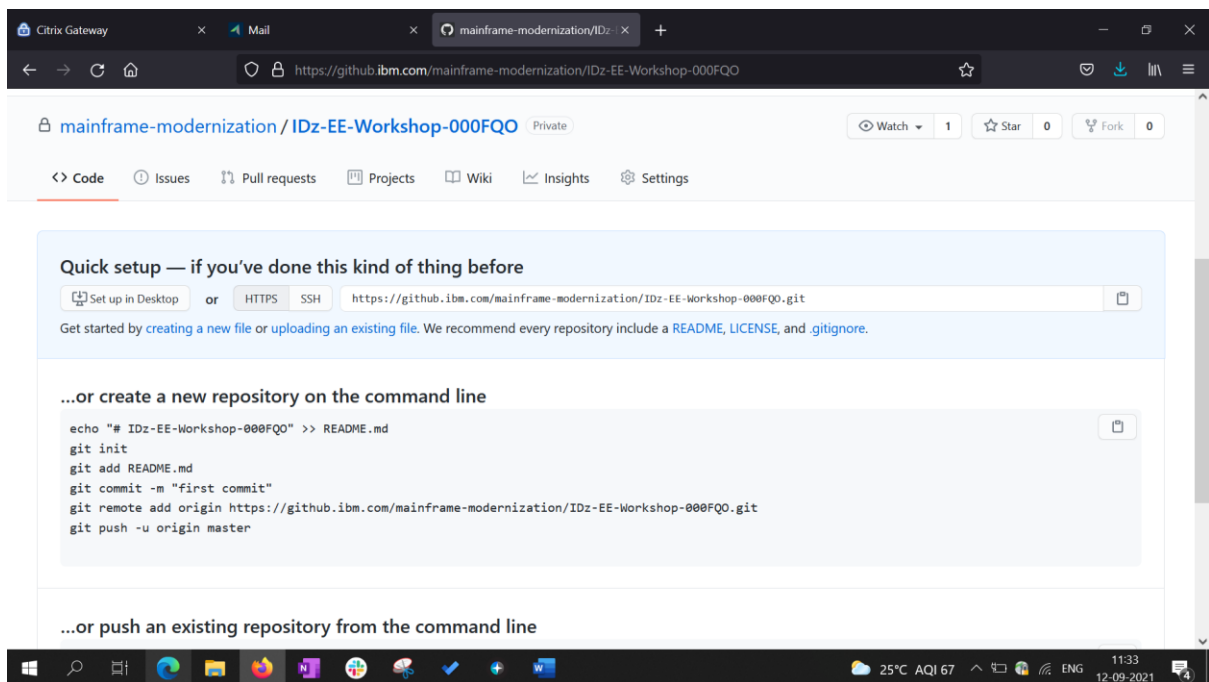 Citrix Gateway
Mail
mainframe-modernization/IDz-E
https://github.ibm.com/mainframe-modernization/IDz-EE-Workshop-000FQO
mainframe-modernization / IDz-EE-Workshop-000FQO Private
Watch 1 Star 0 Fork 0
Code Issues Pull requests Projects Wiki Insights Settings
Quick setup — if you've done this kind of thing before
Set up in Desktop or HTTPS SSH https://github.ibm.com/mainframe-modernization/IDz-EE-Workshop-000FQO.git
Get started by creating a new file or uploading an existing file. We recommend every repository include a README, LICENSE, and .gitignore.
...or create a new repository on the command line
echo "# IDz-EE-Workshop-000FQO" >> README.md
git init
git add README.md
git commit -m "first commit"
git remote add origin https://github.ibm.com/mainframe-modernization/IDz-EE-Workshop-000FQO.git
git push -u origin master
...or push an existing repository from the command line
25°C AQI 67 ENG 11:33
12-09-2021 4